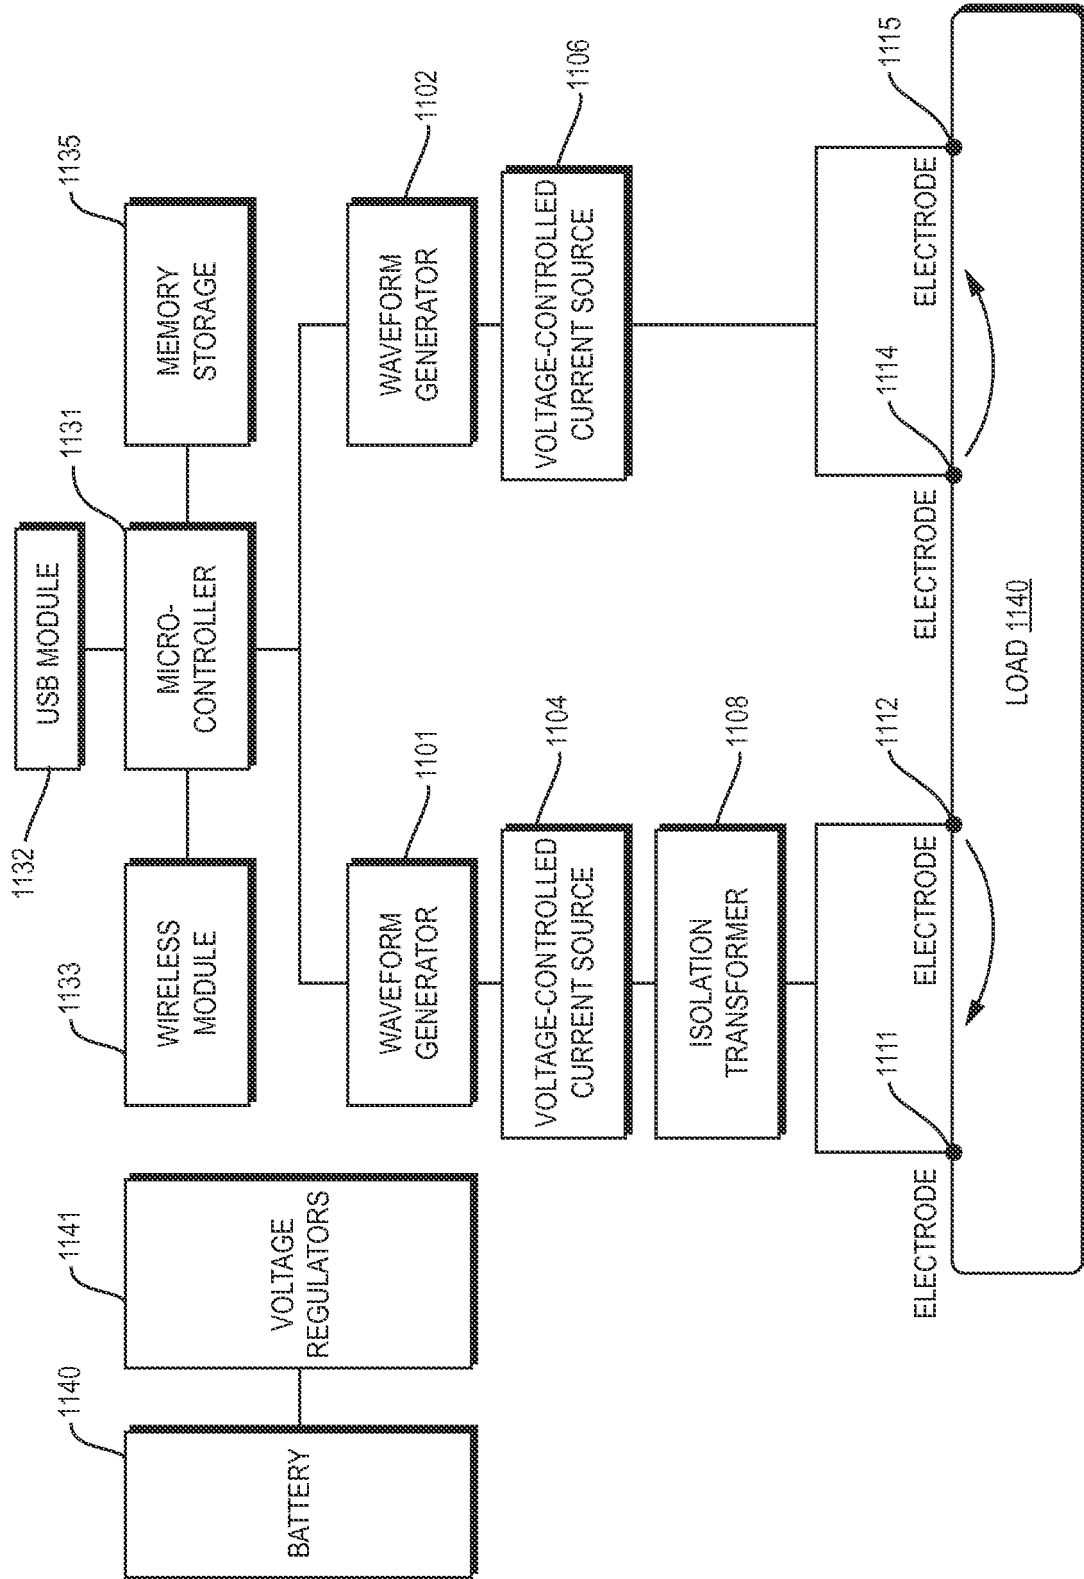 1132
USB MODULE
1133
WIRELESS
MODULE
1131
MICRO-
CONTROLLER
1135
MEMORY
STORAGE
1140
BATTERY
1141
VOLTAGE
REGULATORS
1101
WAVEFORM
GENERATOR
1102
WAVEFORM
GENERATOR
1104
VOLTAGE-CONTROLLED
CURRENT SOURCE
1106
VOLTAGE-CONTROLLED
CURRENT SOURCE
1108
ISOLATION
TRANSFORMER
1111
ELECTRODE
1112
ELECTRODE
1114
ELECTRODE
1115
ELECTRODE
LOAD 1140